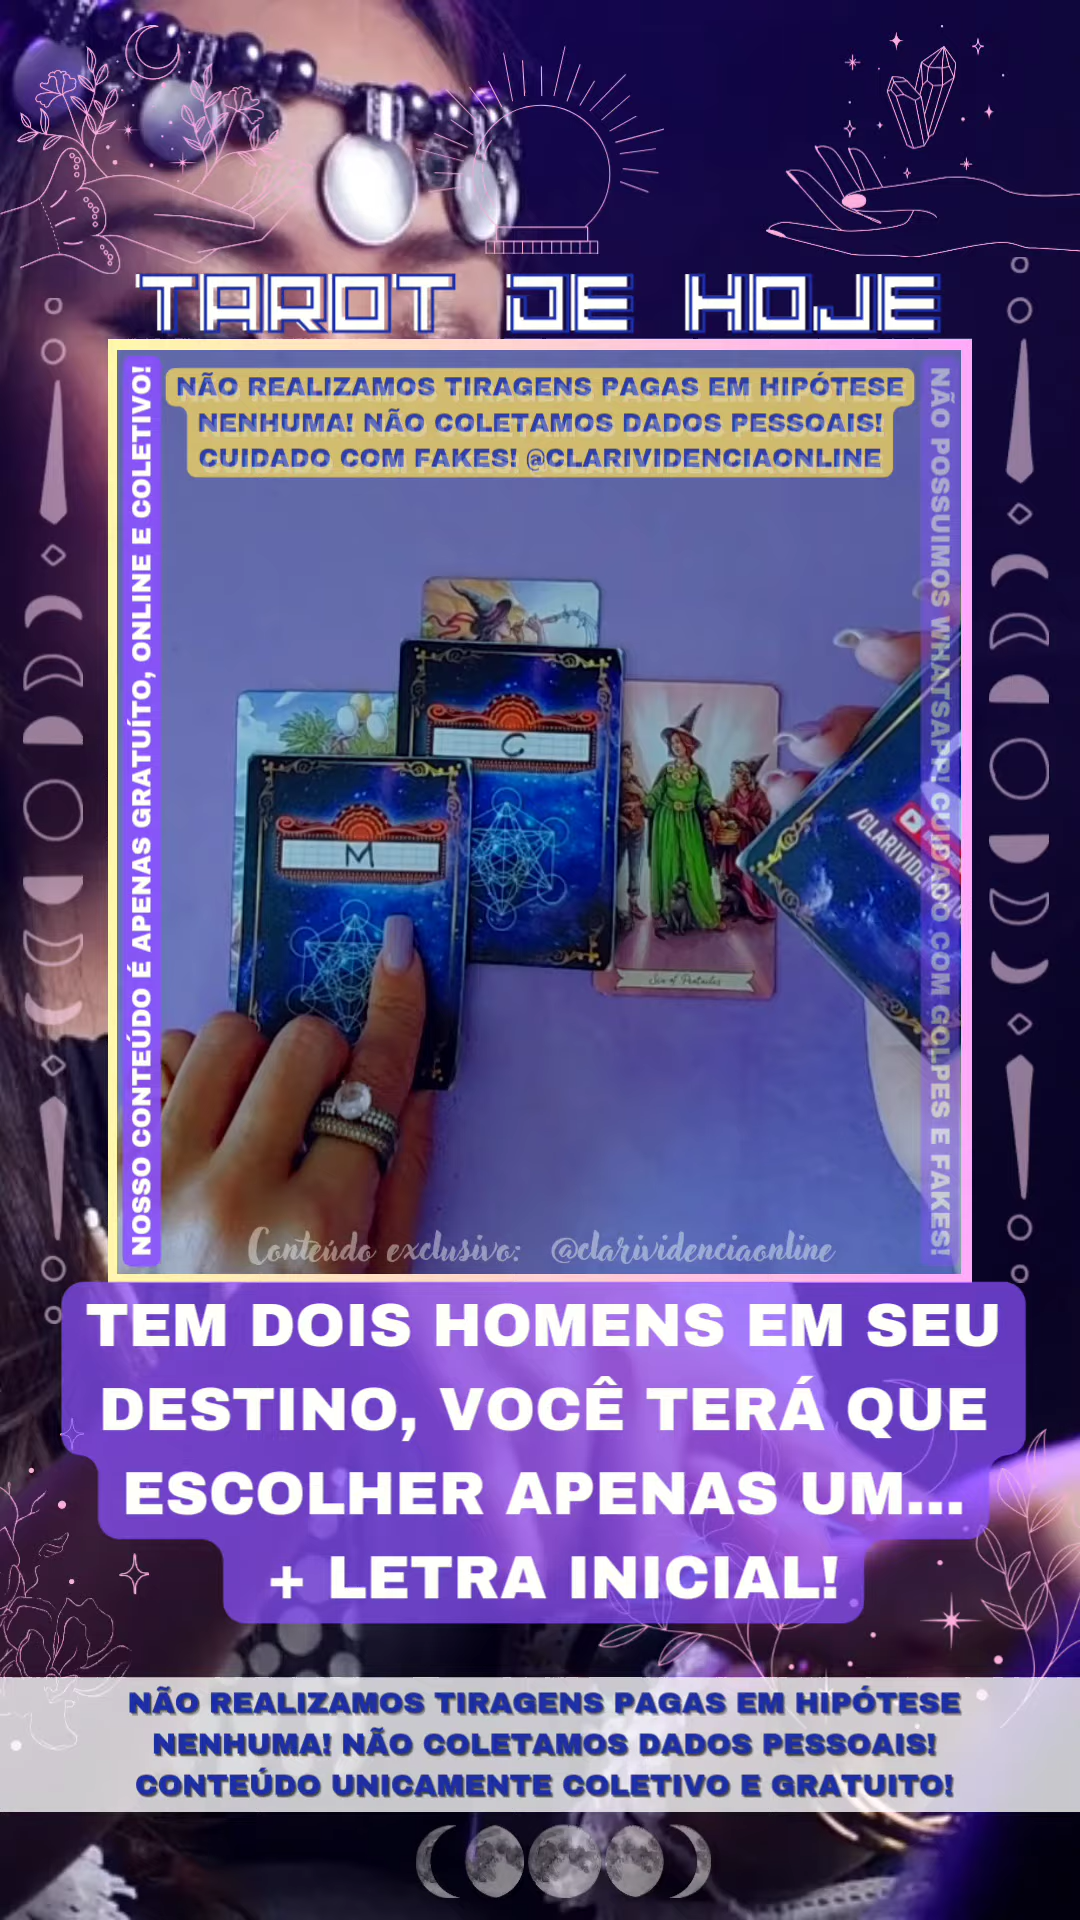 TAROT DE HOJE
NÃO REALIZAMOS TIRAGENS PAGAS EM HIPÓTESE
NENHUMA! NÃO COLETAMOS DADOS PESSOAIS!
CUIDADO COM FAKES! @CLARIVIDENCIAONLINE
NOSSO CONTEÚDO É APENAS GRATUÍTO, ONLINE E COLETIVO!
NÃO POSSUIMOS WHATSAPP! CUIDADO COM GOLPES E FAKES!
C
M
Six of Pentacles
Conteúdo exclusivo: @clarividenciaonline
TEM DOIS HOMENS EM SEU
DESTINO, VOCÊ TERÁ QUE
ESCOLHER APENAS UM...
+ LETRA INICIAL!
NÃO REALIZAMOS TIRAGENS PAGAS EM HIPÓTESE
NENHUMA! NÃO COLETAMOS DADOS PESSOAIS!
CONTEÚDO UNICAMENTE COLETIVO E GRATUITO!